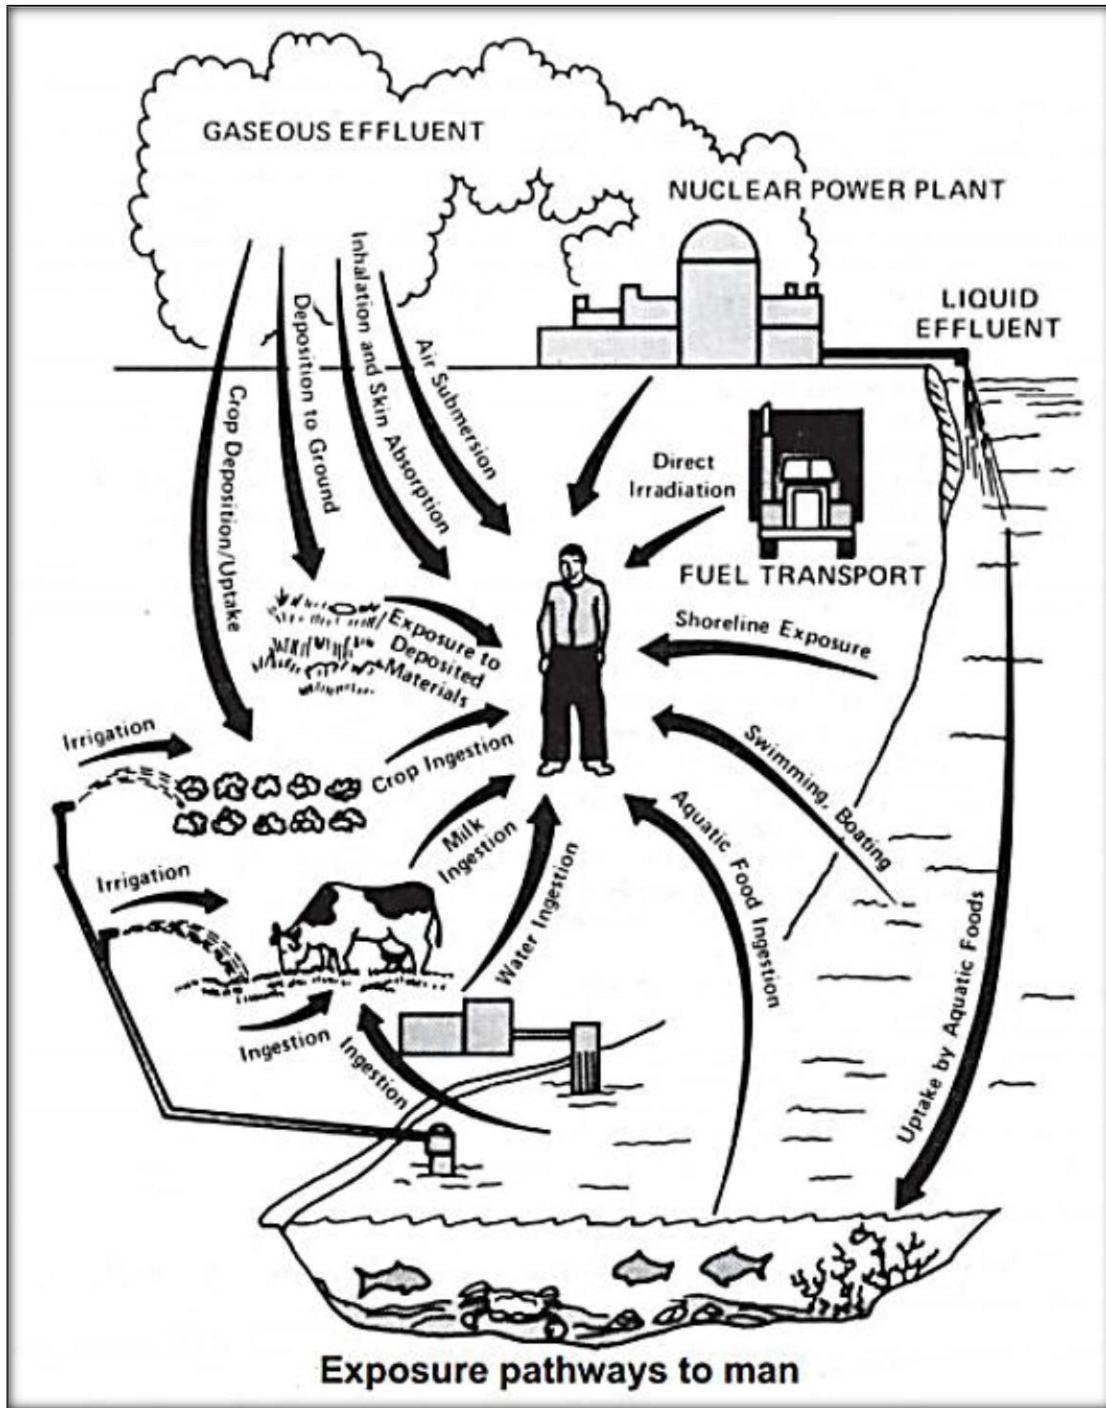 GASEOUS EFFLUENT
NUCLEAR POWER PLANT
LIQUID
EFFLUENT
Crop Deposition/Uptake
Deposition to Ground
Inhalation and Skin Absorption
Air Submersion
Direct
Irradiation
FUEL TRANSPORT
Exposure to
Deposited
Materials
Shoreline Exposure
Irrigation
Crop Ingestion
Swimming, Boating
Irrigation
Milk
Ingestion
Water Ingestion
Aquatic Food Ingestion
Uptake by Aquatic Foods
Ingestion
Ingestion
Exposure pathways to man